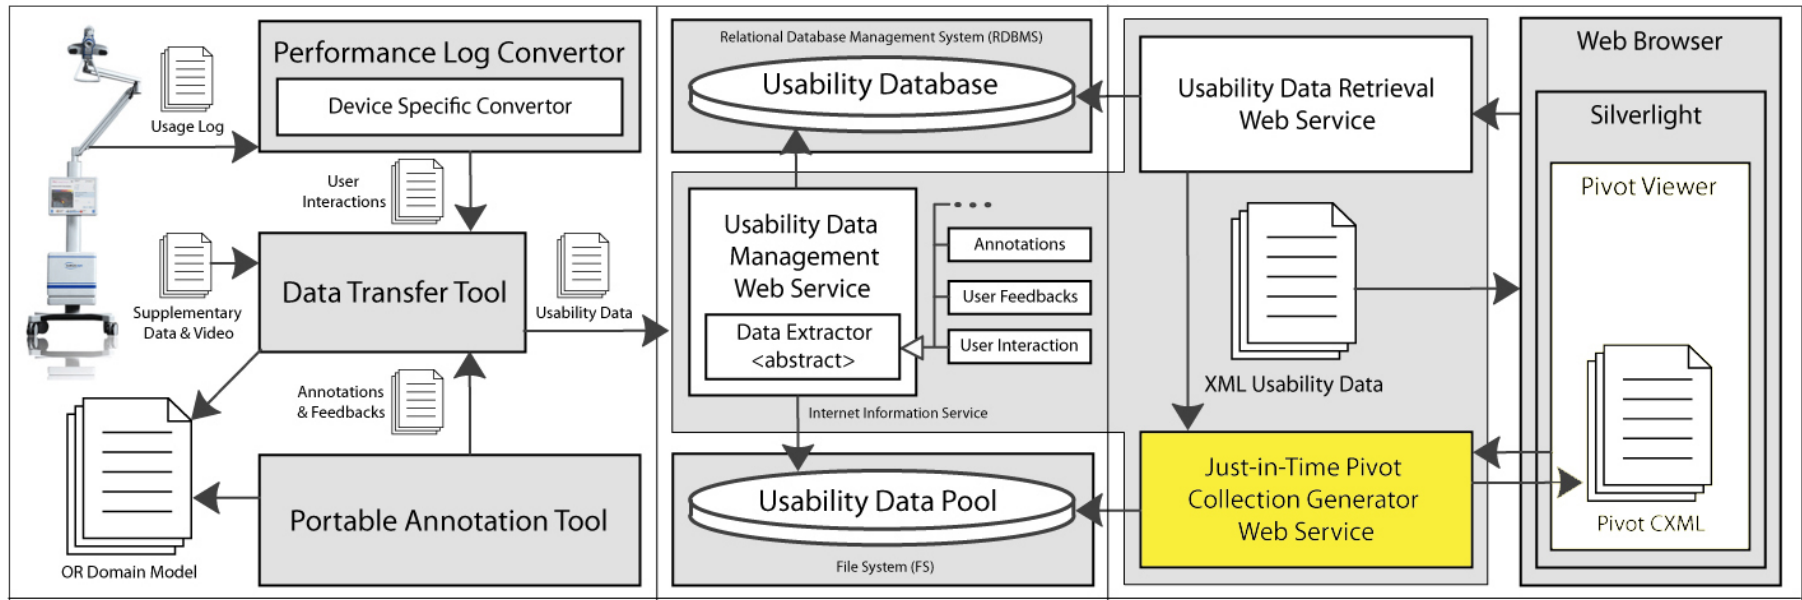 Performance Log Convertor
Device Specific Convertor
Usage Log
User
Interactions
Data Transfer Tool
Supplementary
Data & Video
Usability Data
Annotations
& Feedbacks
OR Domain Model
Portable Annotation Tool
Relational Database Management System (RDBMS)
Usability Database
Usability Data
Management
Web Service
Data Extractor
<abstract>
Annotations
User Feedbacks
User Interaction
Internet Information Service
Usability Data Pool
File System (FS)
Usability Data Retrieval
Web Service
XML Usability Data
Just-in-Time Pivot
Collection Generator
Web Service
Web Browser
Silverlight
Pivot Viewer
Pivot CXML